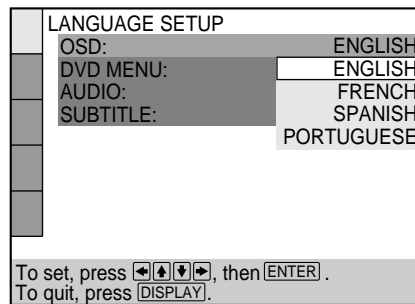 LANGUAGE SETUP
OSD: ENGLISH
DVD MENU: ENGLISH
AUDIO: FRENCH
SUBTITLE: SPANISH
PORTUGUESE
To set, press ←↑↓→, then ENTER.
To quit, press DISPLAY.